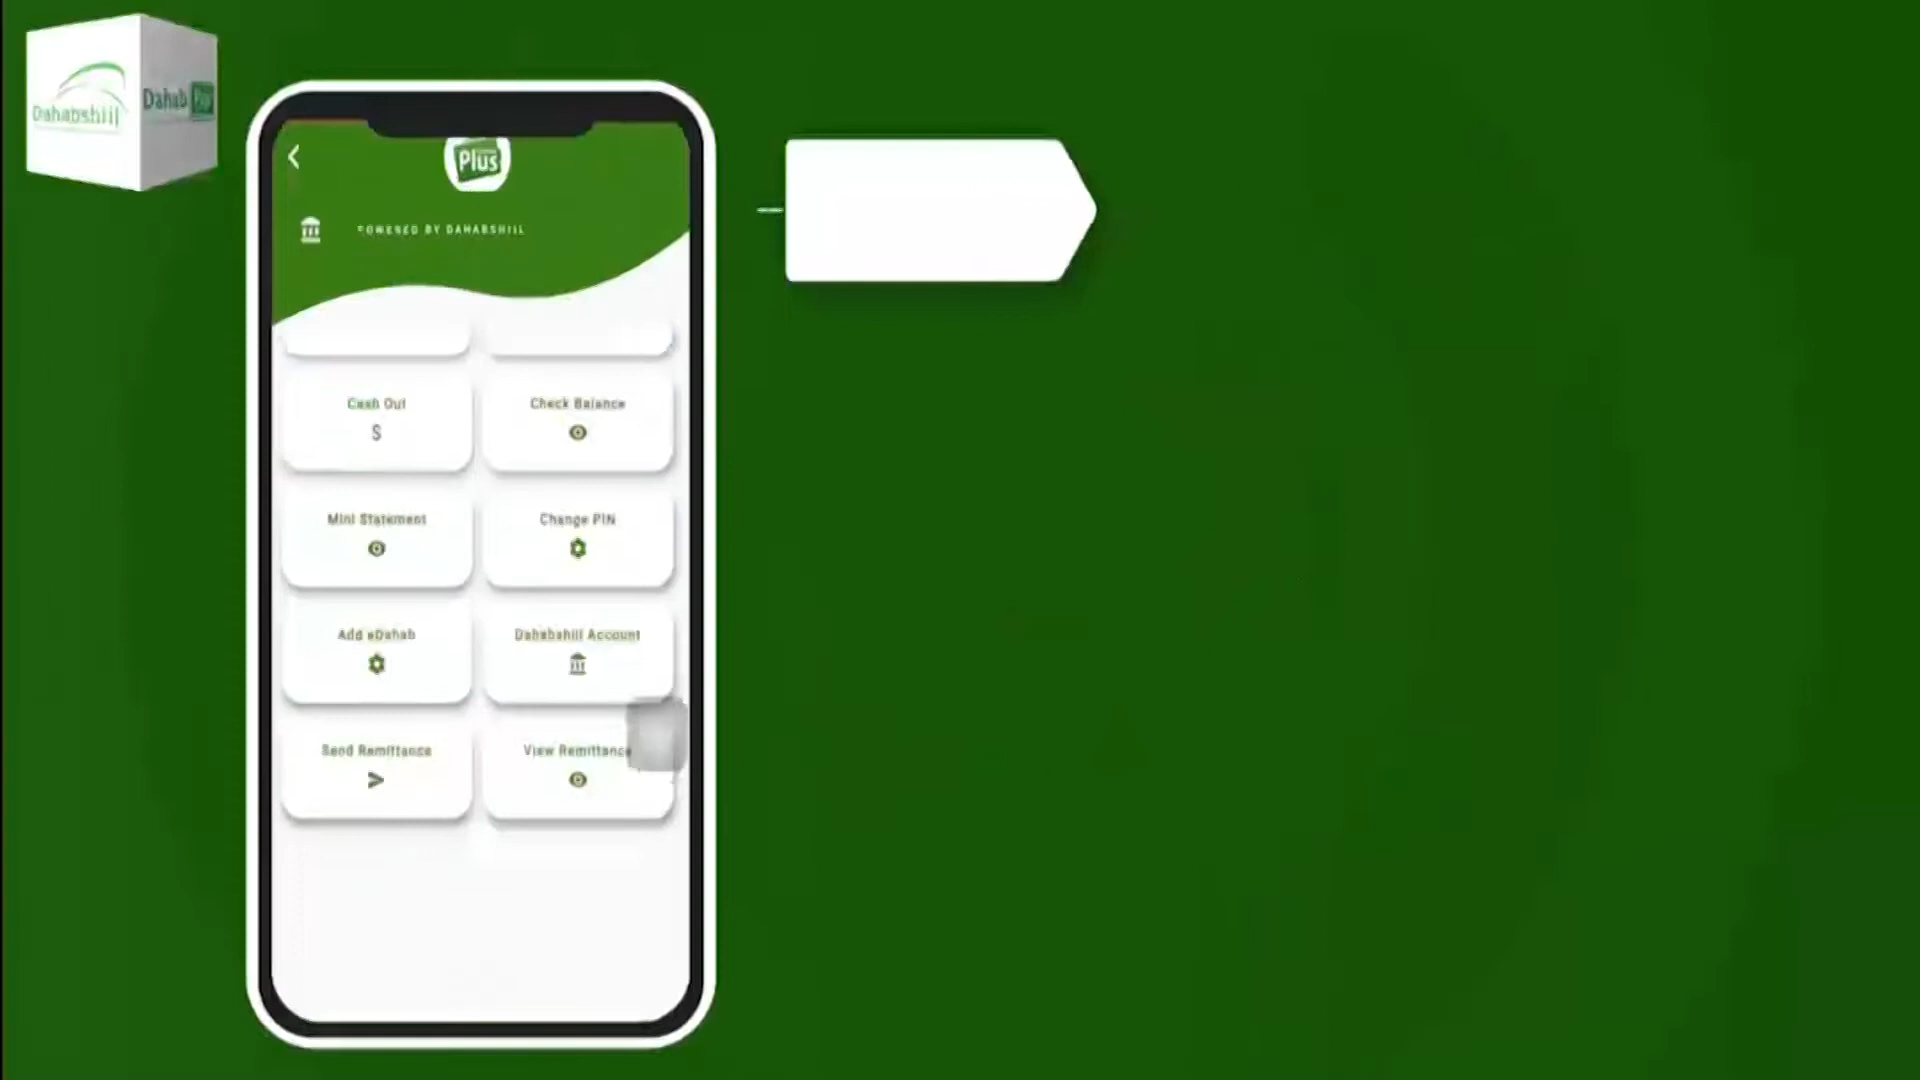 Dahabshiil
Dahab Plus
Plus
POWERED BY DAHABSHIIL
Cash Out
Check Balance
Mini Statement
Change PIN
Add eDahab
Dahabshiil Account
Send Remittance
View Remittance